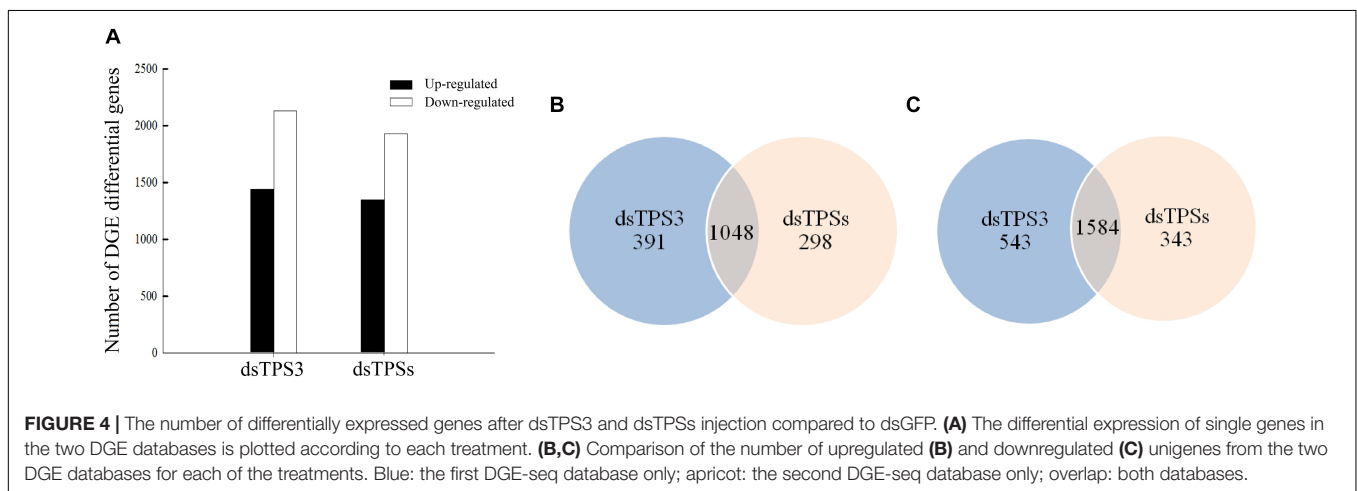 A
Number of DGE differential genes
2500
2000
1500
1000
500
0
Up-regulated
Down-regulated
dsTPS3
dsTPSs
B
dsTPS3
391
1048
dsTPSs
298
C
dsTPS3
543
1584
dsTPSs
343
FIGURE 4 | The number of differentially expressed genes after dsTPS3 and dsTPSs injection compared to dsGFP. (A) The differential expression of single genes in
the two DGE databases is plotted according to each treatment. (B,C) Comparison of the number of upregulated (B) and downregulated (C) unigenes from the two
DGE databases for each of the treatments. Blue: the first DGE-seq database only; apricot: the second DGE-seq database only; overlap: both databases.